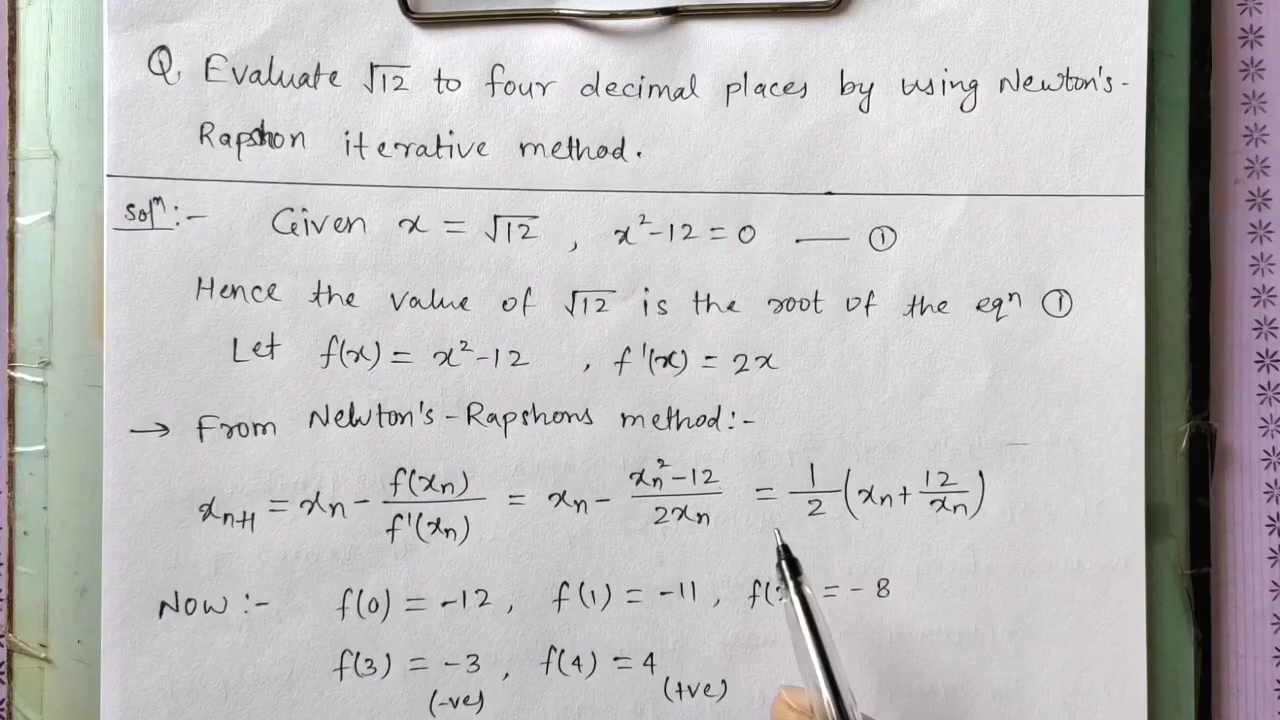 Q. Evaluate √12 to four decimal places by using Newton's-
Rapshon iterative method.
Solⁿ:- Given x = √12 , x²-12 = 0 — ①
Hence the value of √12 is the root of the eqⁿ ①
Let f(x) = x²-12 , f'(x) = 2x
→ From Newton's-Rapshons method:-
xₙ₊₁ = xₙ - f(xₙ)/f'(xₙ) = xₙ - (xₙ²-12)/2xₙ = 1/2 (xₙ + 12/xₙ)
Now :- f(0) = -12, f(1) = -11, f( = -8
f(3) = -3 , f(4) = 4
(-ve) (+ve)